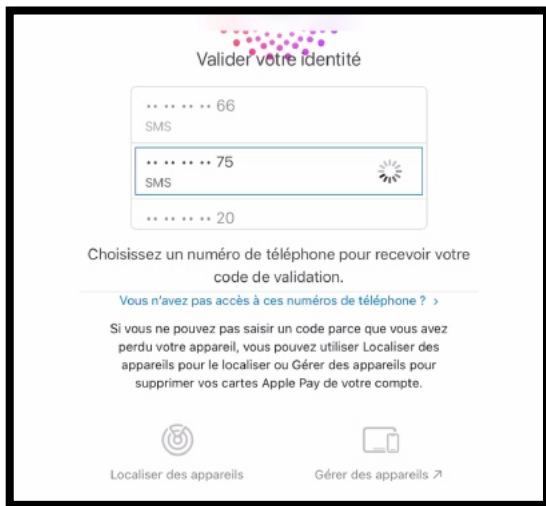 Valider votre identité
•• •• •• •• 66
SMS
•• •• •• •• 75
SMS
•• •• •• •• 20
Choisissez un numéro de téléphone pour recevoir votre
code de validation.
Vous n'avez pas accès à ces numéros de téléphone ? >
Si vous ne pouvez pas saisir un code parce que vous avez
perdu votre appareil, vous pouvez utiliser Localiser des
appareils pour le localiser ou Gérer des appareils pour
supprimer vos cartes Apple Pay de votre compte.
Localiser des appareils
Gérer des appareils ↗